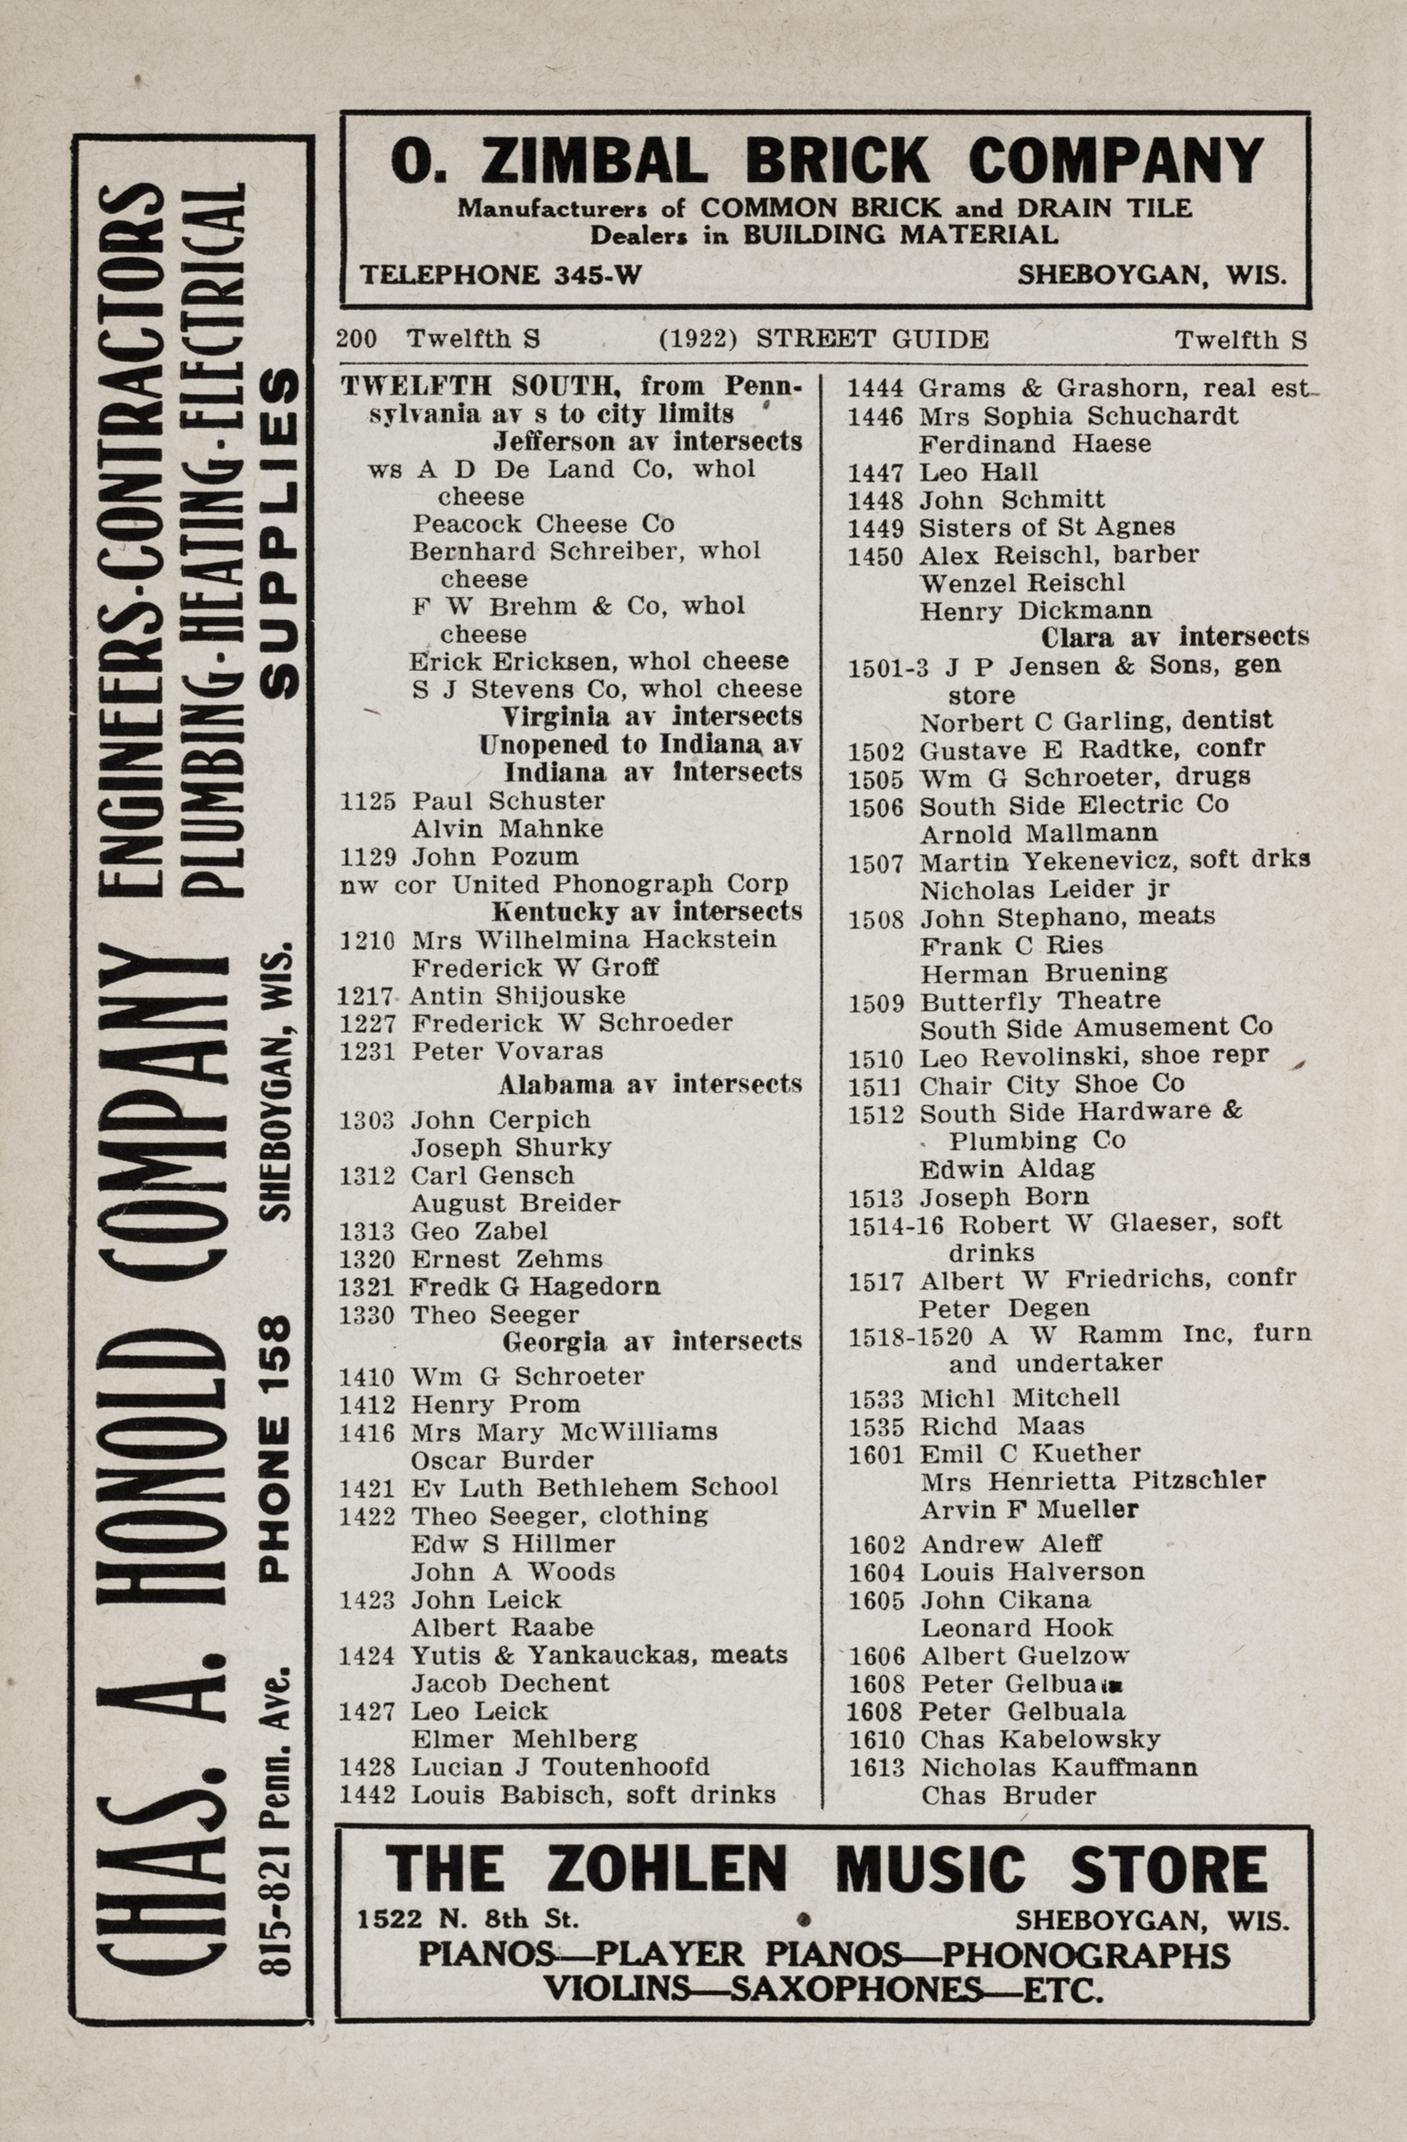 O. ZIMBAL BRICK COMPANY
Manufacturers of COMMON BRICK and DRAIN TILE
Dealers in BUILDING MATERIAL
TELEPHONE 345-W SHEBOYGAN, WIS.
CHAS. A. HONOLD COMPANY ENGINEERS-CONTRACTORS
PLUMBING-HEATING-ELECTRICAL
815-821 Penn. Ave. PHONE 158 SHEBOYGAN, WIS. SUPPLIES
200 Twelfth S (1922) STREET GUIDE Twelfth S
TWELFTH SOUTH, from Penn-
sylvania av s to city limits
Jefferson av intersects
ws A D De Land Co, whol
cheese
Peacock Cheese Co
Bernhard Schreiber, whol
cheese
F W Brehm & Co, whol
cheese
Erick Ericksen, whol cheese
S J Stevens Co, whol cheese
Virginia av intersects
Unopened to Indiana av
Indiana av intersects
1125 Paul Schuster
Alvin Mahnke
1129 John Pozum
nw cor United Phonograph Corp
Kentucky av intersects
1210 Mrs Wilhelmina Hackstein
Frederick W Groff
1217 Antin Shijouske
1227 Frederick W Schroeder
1231 Peter Vovaras
Alabama av intersects
1303 John Cerpich
Joseph Shurky
1312 Carl Gensch
August Breider
1313 Geo Zabel
1320 Ernest Zehms
1321 Fredk G Hagedorn
1330 Theo Seeger
Georgia av intersects
1410 Wm G Schroeter
1412 Henry Prom
1416 Mrs Mary McWilliams
Oscar Burder
1421 Ev Luth Bethlehem School
1422 Theo Seeger, clothing
Edw S Hillmer
John A Woods
1423 John Leick
Albert Raabe
1424 Yutis & Yankauckas, meats
Jacob Dechent
1427 Leo Leick
Elmer Mehlberg
1428 Lucian J Toutenhoofd
1442 Louis Babisch, soft drinks
1444 Grams & Grashorn, real est
1446 Mrs Sophia Schuchardt
Ferdinand Haese
1447 Leo Hall
1448 John Schmitt
1449 Sisters of St Agnes
1450 Alex Reischl, barber
Wenzel Reischl
Henry Dickmann
Clara av intersects
1501-3 J P Jensen & Sons, gen
store
Norbert C Garling, dentist
1502 Gustave E Radtke, confr
1505 Wm G Schroeter, drugs
1506 South Side Electric Co
Arnold Mallmann
1507 Martin Yekenevicz, soft drks
Nicholas Leider jr
1508 John Stephano, meats
Frank C Ries
Herman Bruening
1509 Butterfly Theatre
South Side Amusement Co
1510 Leo Revolinski, shoe repr
1511 Chair City Shoe Co
1512 South Side Hardware &
Plumbing Co
Edwin Aldag
1513 Joseph Born
1514-16 Robert W Glaeser, soft
drinks
1517 Albert W Friedrichs, confr
Peter Degen
1518-1520 A W Ramm Inc, furn
and undertaker
1533 Michl Mitchell
1535 Richd Maas
1601 Emil C Kuether
Mrs Henrietta Pitzschler
Arvin F Mueller
1602 Andrew Aleff
1604 Louis Halverson
1605 John Cikana
Leonard Hook
1606 Albert Guelzow
1608 Peter
1608 Peter Gelbuala
1610 Chas Kabelowsky
1613 Nicholas Kauffmann
Chas Bruder
THE ZOHLEN MUSIC STORE
1522 N. 8th St. SHEBOYGAN, WIS.
PIANOS—PLAYER PIANOS—PHONOGRAPHS
VIOLINS—SAXOPHONES—ETC.